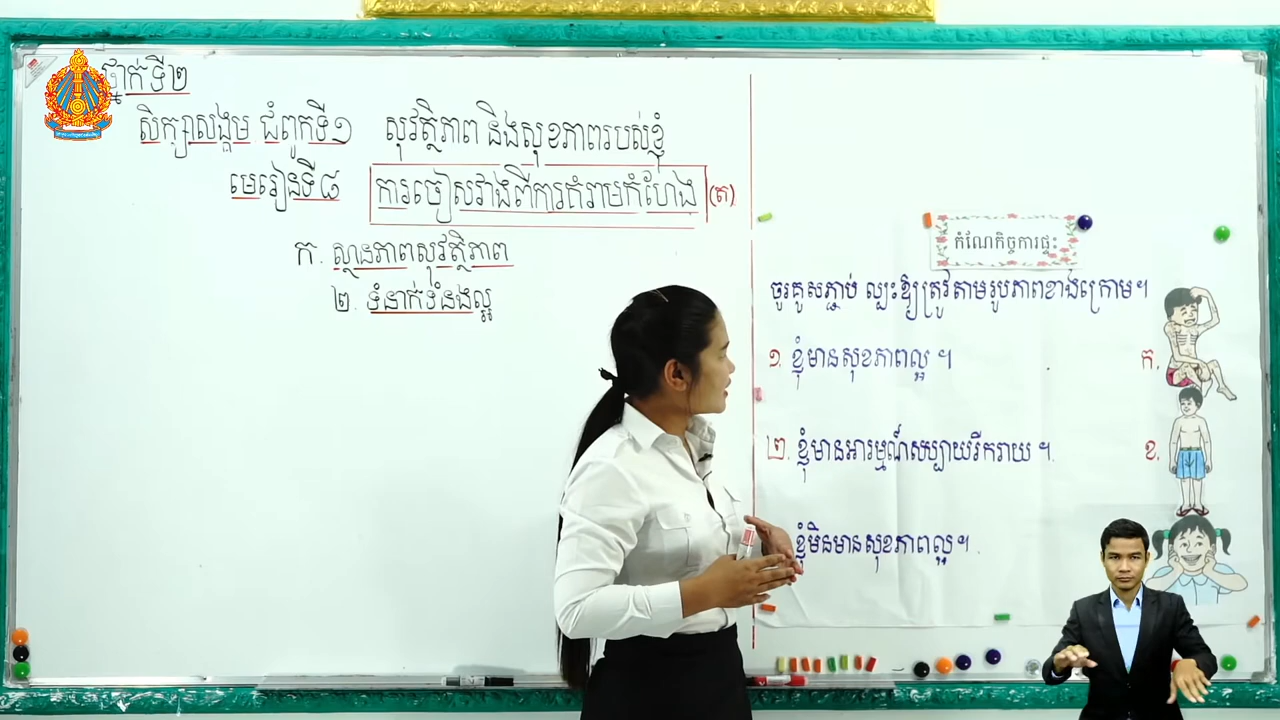 ថ្នាក់ទី២
សិក្សាសង្គម ជំពូកទី១ សុវត្ថិភាព និងសុខភាពរបស់ខ្ញុំ
មេរៀនទី៨ ការចៀសវាងពីការគំរាមកំហែង (ត)
ក. ស្ថានភាពសុវត្ថិភាព
២. ទំនាក់ទំនងល្អ
កំណែកិច្ចការផ្ទះ
ចូរគូសភ្ជាប់ ល្បះឱ្យត្រូវតាមរូបភាពខាងក្រោម។
១. ខ្ញុំមានសុខភាពល្អ ។ ក.
២. ខ្ញុំមានអារម្មណ៍សប្បាយរីករាយ ។ ខ.
ខ្ញុំមិនមានសុខភាពល្អ ។